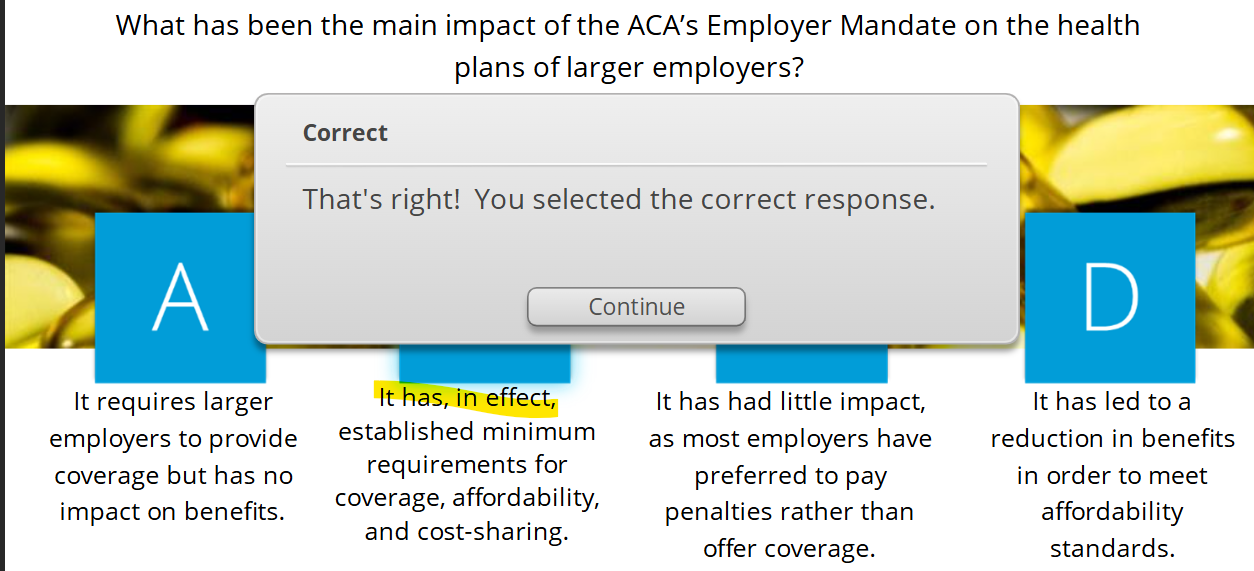 What has been the main impact of the ACA’s Employer Mandate on the health
plans of larger employers?
Correct
That's right!  You selected the correct response.
Continue
A
D
It requires larger
employers to provide
coverage but has no
impact on benefits.
It has, in effect,
established minimum
requirements for
coverage, affordability,
and cost-sharing.
It has had little impact,
as most employers have
preferred to pay
penalties rather than
offer coverage.
It has led to a
reduction in benefits
in order to meet
affordability
standards.